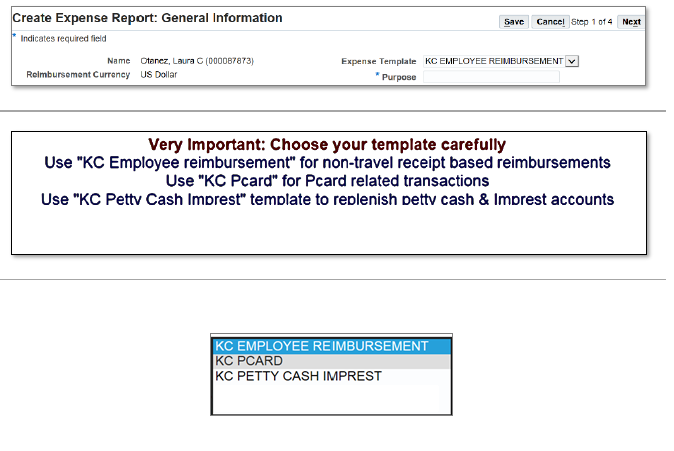 Create Expense Report: General Information
Save Cancel Step 1 of 4 Next
* Indicates required field
Name Otanez, Laura C (000087873) Expense Template KC EMPLOYEE REIMBURSEMENT
Reimbursement Currency US Dollar * Purpose
Very Important: Choose your template carefully
Use "KC Employee reimbursement" for non-travel receipt based reimbursements
Use "KC Pcard" for Pcard related transactions
Use "KC Petty Cash Imprest" template to replenish petty cash & Imprest accounts
KC EMPLOYEE REIMBURSEMENT
KC PCARD
KC PETTY CASH IMPREST